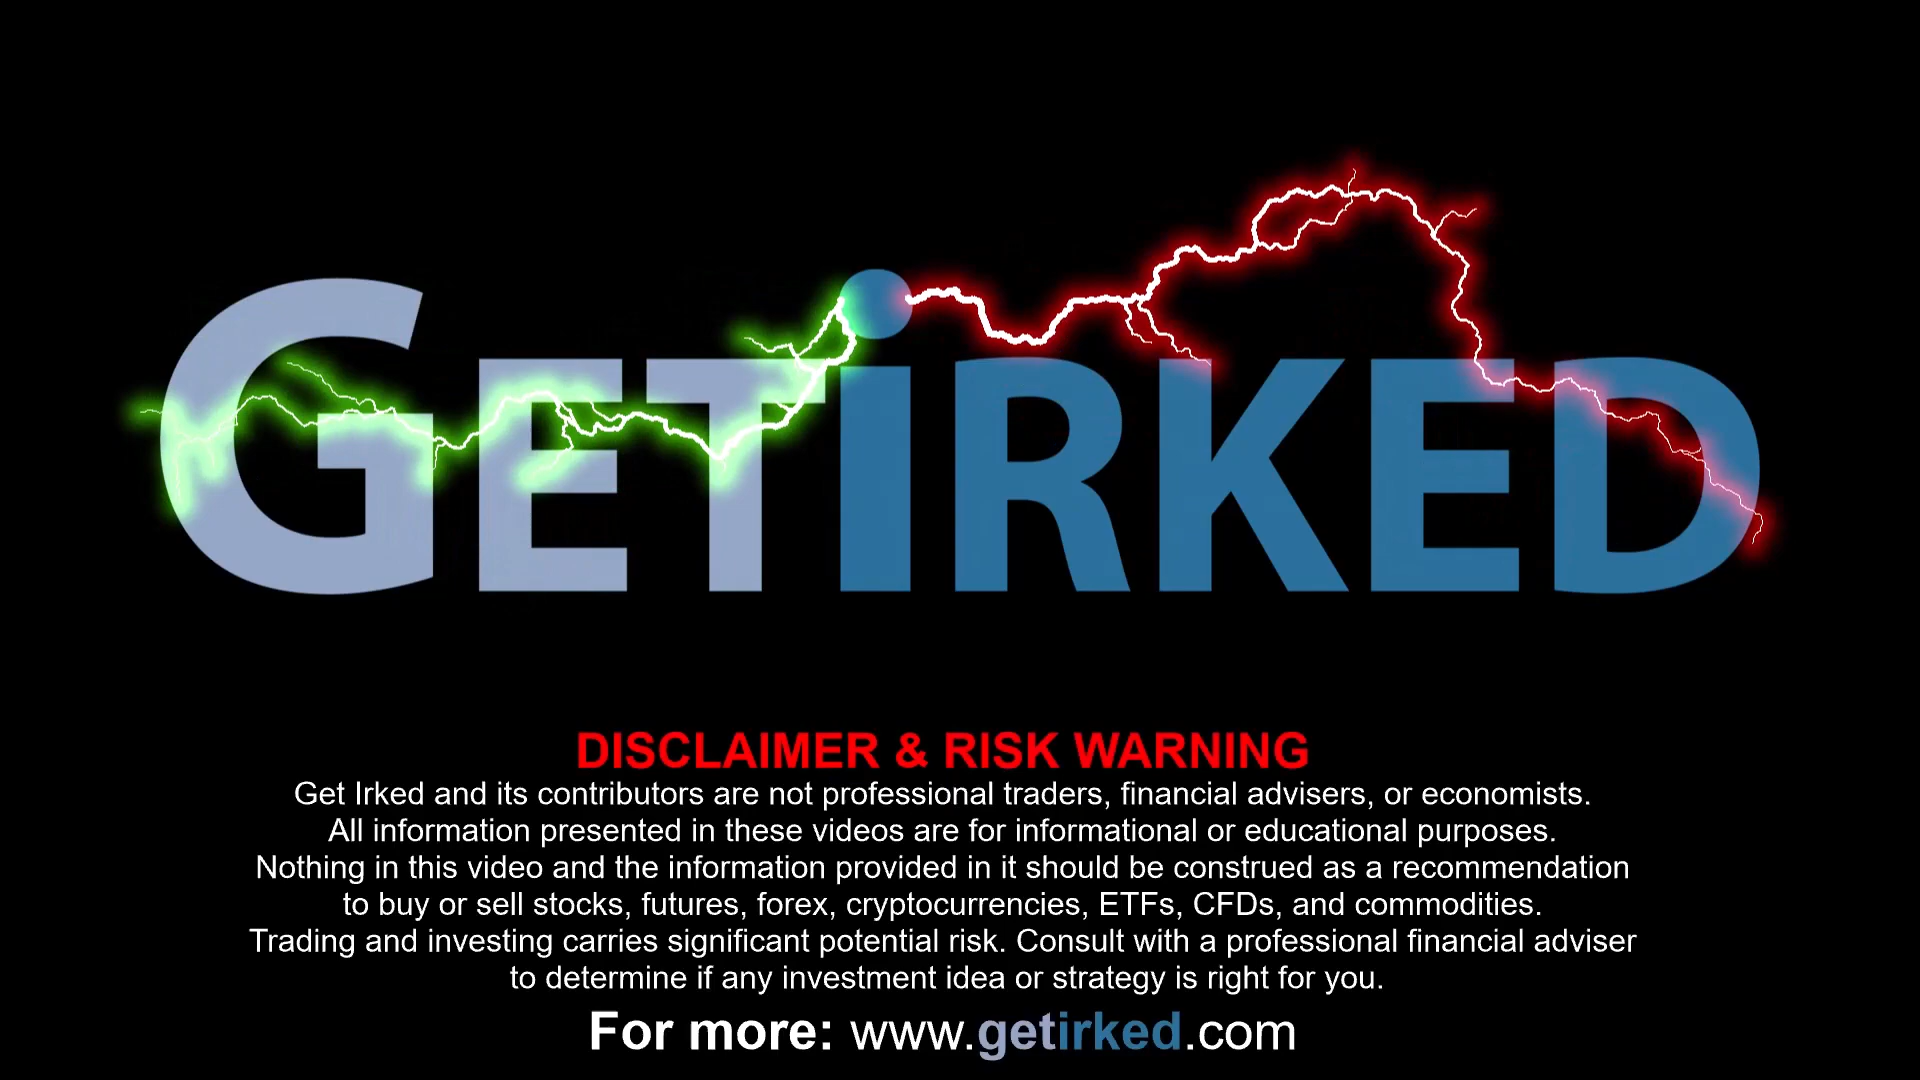 GETiRKED
DISCLAIMER & RISK WARNING
Get Irked and its contributors are not professional traders, financial advisers, or economists.
All information presented in these videos are for informational or educational purposes.
Nothing in this video and the information provided in it should be construed as a recommendation
to buy or sell stocks, futures, forex, cryptocurrencies, ETFs, CFDs, and commodities.
Trading and investing carries significant potential risk. Consult with a professional financial adviser
to determine if any investment idea or strategy is right for you.
For more: www.getirked.com